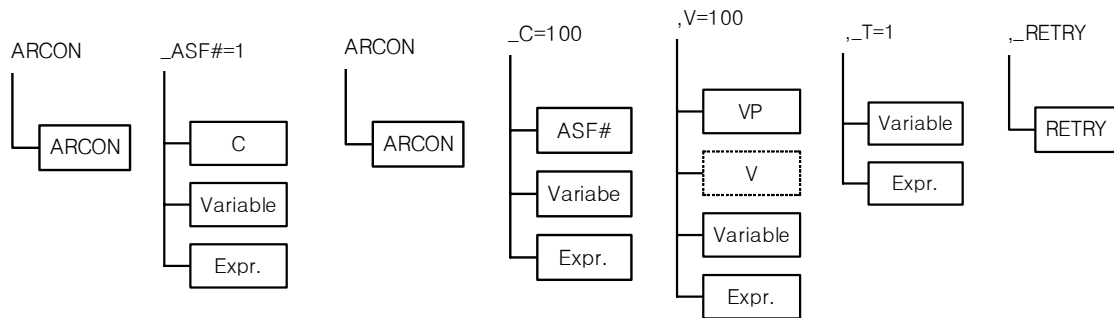 ARCON
ARCON
_ASF#=1
C
Variable
Expr.
ARCON
ARCON
_C=100
ASF#
Variabe
Expr.
,V=100
VP
V
Variable
Expr.
,_T=1
Variable
Expr.
,_RETRY
RETRY